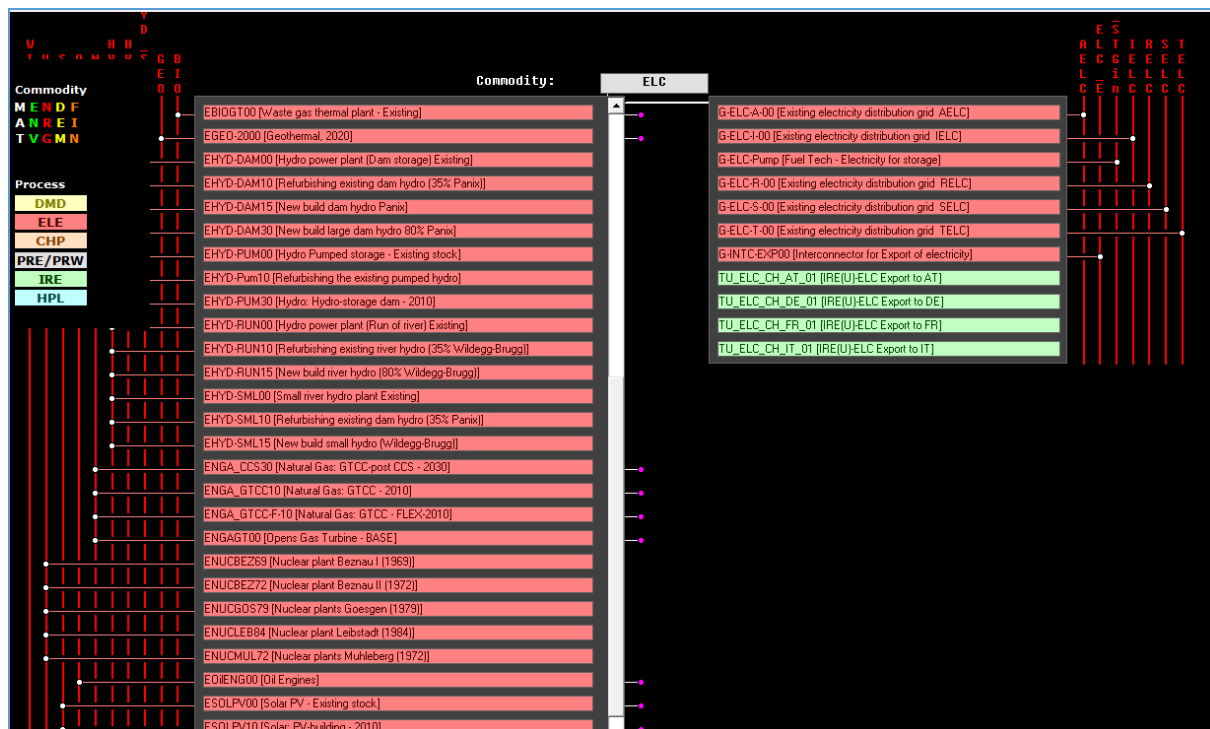 Commodity: ELC
Commodity
M E N D F
A N R E I
T V G M N
Process
DMD
ELE
CHP
PRE/PRW
IRE
HPL
GEO
BIO
EBIOGT00 [Waste gas thermal plant - Existing]
EGEO-2000 [Geothermal, 2020]
EHYD-DAM00 [Hydro power plant (Dam storage) Existing]
EHYD-DAM10 [Refurbishing existing dam hydro (35% Panix)]
EHYD-DAM15 [New build dam hydro Panix]
EHYD-DAM30 [New build large dam hydro 80% Panix]
EHYD-PUM00 [Hydro Pumped storage - Existing stock]
EHYD-Pum10 [Refurbishing the existing pumped hydro]
EHYD-PUM30 [Hydro: Hydro-storage dam - 2010]
EHYD-RUN00 [Hydro power plant (Run of river) Existing]
EHYD-RUN10 [Refurbishing existing river hydro (35% Wildegg-Brugg)]
EHYD-RUN15 [New build river hydro (80% Wildegg-Brugg)]
EHYD-SML00 [Small river hydro plant Existing]
EHYD-SML10 [Refurbishing existing dam hydro (35% Panix)]
EHYD-SML15 [New build small hydro (Wildegg-Brugg)]
ENGA_CCS30 [Natural Gas: GTCC-post CCS - 2030]
ENGA_GTCC10 [Natural Gas: GTCC - 2010]
ENGA_GTCC-F-10 [Natural Gas: GTCC - FLEX-2010]
ENGAGT00 [Opens Gas Turbine - BASE]
ENUCBEZ69 [Nuclear plant Beznau I (1969)]
ENUCBEZ72 [Nuclear plant Beznau II (1972)]
ENUCGOS79 [Nuclear plants Goesgen (1979)]
ENUCLEB84 [Nuclear plant Leibstadt (1984)]
ENUCMUL72 [Nuclear plants Muhleberg (1972)]
EOilENG00 [Oil Engines]
ESOLPV00 [Solar PV - Existing stock]
ESOLPV10 [Solar: PV-building - 2010]
G-ELC-A-00 [Existing electricity distribution grid AELC]
G-ELC-I-00 [Existing electricity distribution grid IELC]
G-ELC-Pump [Fuel Tech - Electricity for storage]
G-ELC-R-00 [Existing electricity distribution grid RELC]
G-ELC-S-00 [Existing electricity distribution grid SELC]
G-ELC-T-00 [Existing electricity distribution grid TELC]
G-INTC-EXP00 [Interconnector for Export of electricity]
TU_ELC_CH_AT_01 [IRE(U)-ELC Export to AT]
TU_ELC_CH_DE_01 [IRE(U)-ELC Export to DE]
TU_ELC_CH_FR_01 [IRE(U)-ELC Export to FR]
TU_ELC_CH_IT_01 [IRE(U)-ELC Export to IT]
AELC
IELC
RELC
SELC
TELC